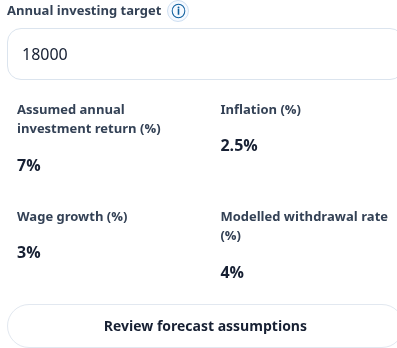 Annual investing target
18000
Assumed annual
investment return (%)
7%
Inflation (%)
2.5%
Wage growth (%)
3%
Modelled withdrawal rate
(%)
4%
Review forecast assumptions